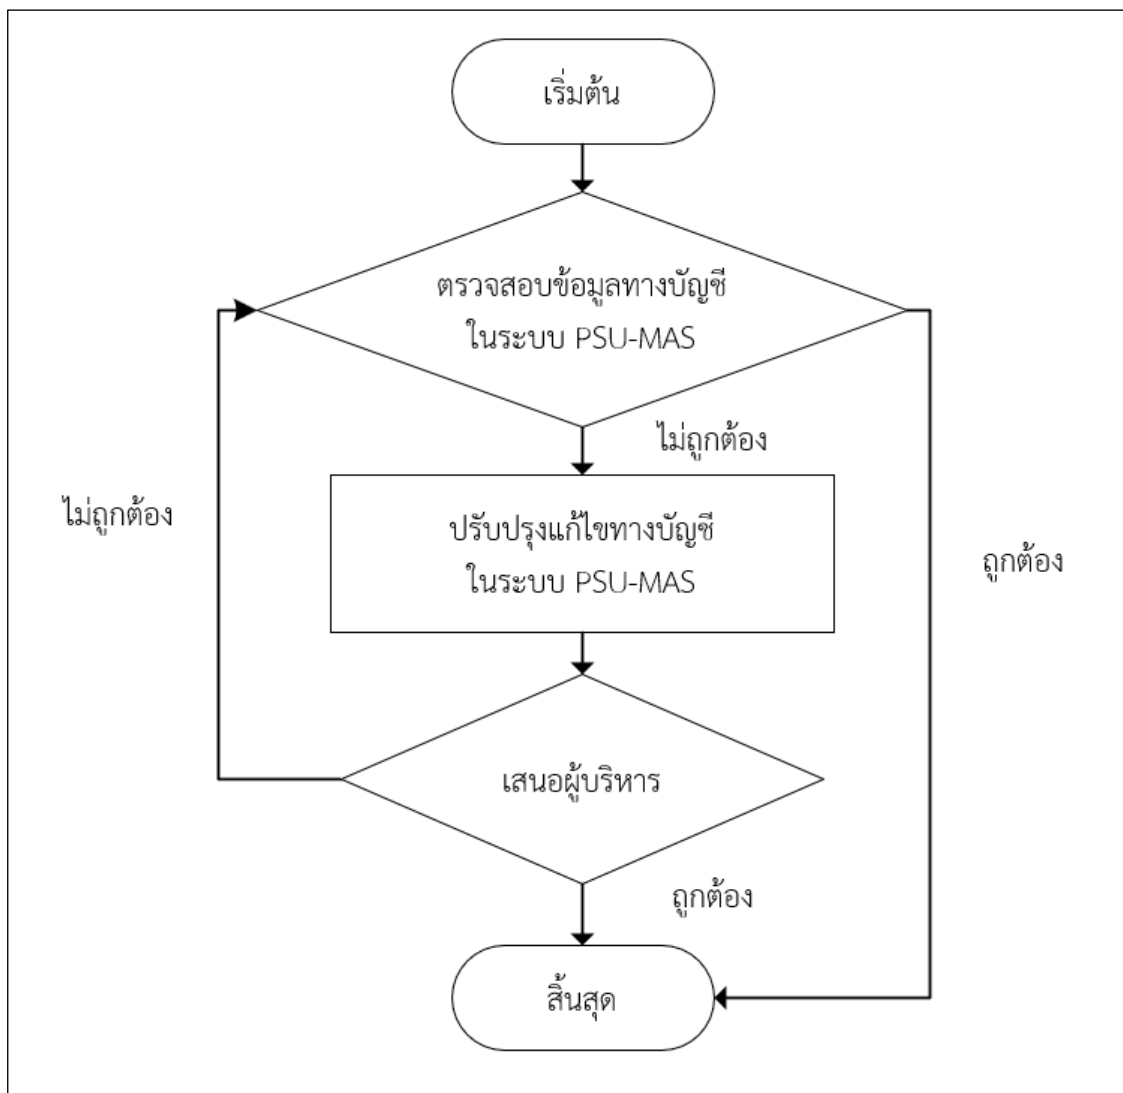 เริ่มต้น
ตรวจสอบข้อมูลทางบัญชี
ในระบบ PSU-MAS
ไม่ถูกต้อง
ไม่ถูกต้อง
ปรับปรุงแก้ไขทางบัญชี
ในระบบ PSU-MAS
ถูกต้อง
เสนอผู้บริหาร
ถูกต้อง
สิ้นสุด